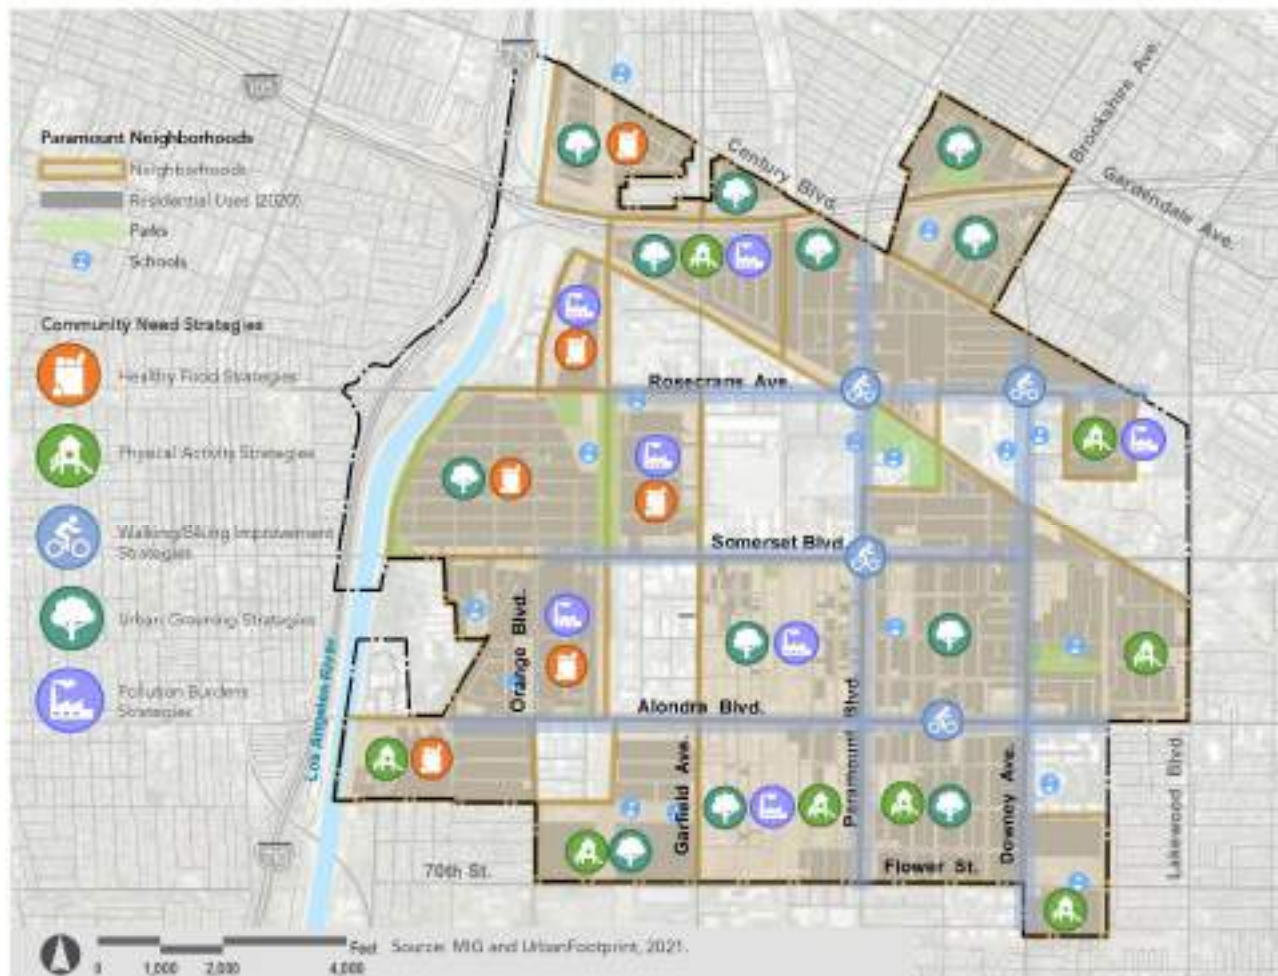 Paramount Neighborhoods
Neighborhoods
Residential Uses (2020)
Parks
Schools
Community Need Strategies
Healthy Food Strategies
Physical Activity Strategies
Walking/Biking Improvement
Strategies
Urban Greening Strategies
Pollution Burdens
Strategies
Century Blvd.
Brookshire Ave.
Gardendale Ave.
Rosecrans Ave.
Somerset Blvd.
Orange Blvd.
Alondra Blvd.
Los Angeles River
Garfield Ave.
Paramount Blvd.
Downey Ave.
Lakewood Blvd.
70th St.
Flower St.
Feet
0 1,000 2,000 4,000
Source: MIG and UrbanFootprint, 2021.